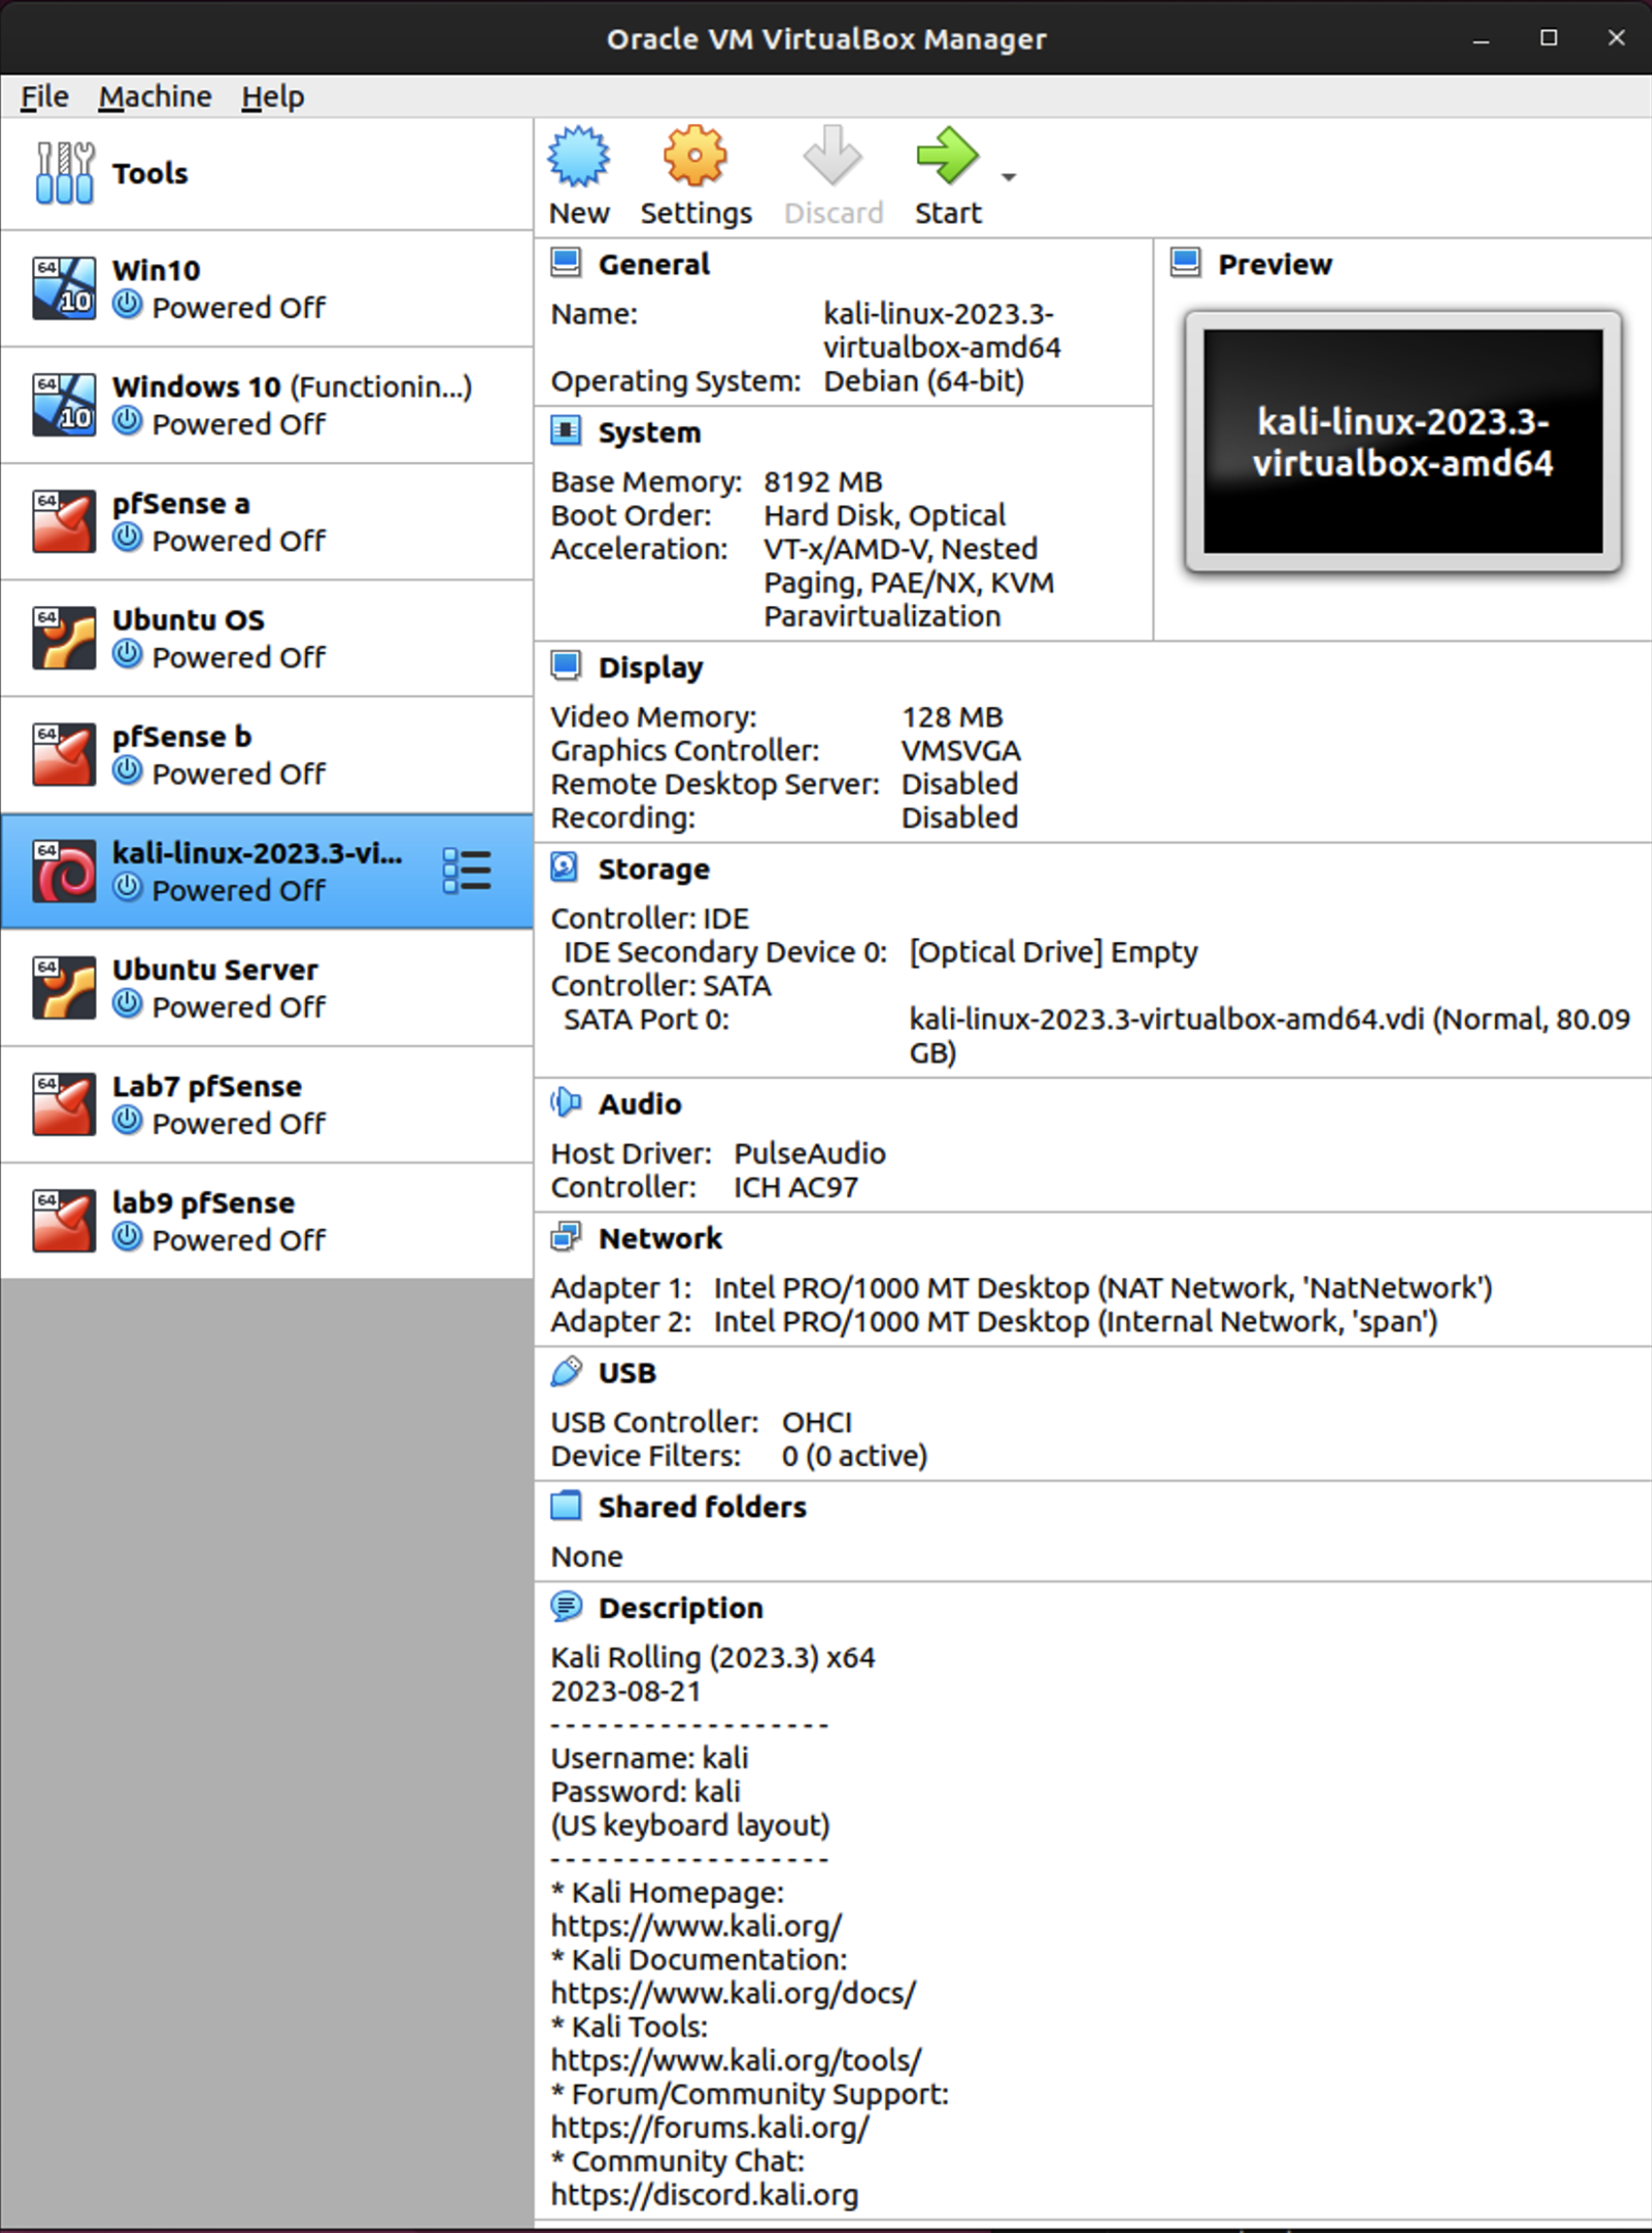 Oracle VM VirtualBox Manager
File Machine Help
Tools
64
10
Win10
Powered Off
64
10
Windows 10 (Functionin...)
Powered Off
64
pfSense a
Powered Off
64
Ubuntu OS
Powered Off
64
pfSense b
Powered Off
64
kali-linux-2023.3-vi...
Powered Off
64
Ubuntu Server
Powered Off
64
Lab7 pfSense
Powered Off
64
lab9 pfSense
Powered Off
New Settings Discard Start
General
Name: kali-linux-2023.3-
virtualbox-amd64
Operating System: Debian (64-bit)
Preview
kali-linux-2023.3-
virtualbox-amd64
System
Base Memory: 8192 MB
Boot Order: Hard Disk, Optical
Acceleration: VT-x/AMD-V, Nested
Paging, PAE/NX, KVM
Paravirtualization
Display
Video Memory: 128 MB
Graphics Controller: VMSVGA
Remote Desktop Server: Disabled
Recording: Disabled
Storage
Controller: IDE
IDE Secondary Device 0: [Optical Drive] Empty
Controller: SATA
SATA Port 0: kali-linux-2023.3-virtualbox-amd64.vdi (Normal, 80.09
GB)
Audio
Host Driver: PulseAudio
Controller: ICH AC97
Network
Adapter 1: Intel PRO/1000 MT Desktop (NAT Network, 'NatNetwork')
Adapter 2: Intel PRO/1000 MT Desktop (Internal Network, 'span')
USB
USB Controller: OHCI
Device Filters: 0 (0 active)
Shared folders
None
Description
Kali Rolling (2023.3) x64
2023-08-21
- - - - - - - - - - - - - - - - - -
Username: kali
Password: kali
(US keyboard layout)
- - - - - - - - - - - - - - - - - -
* Kali Homepage:
https://www.kali.org/
* Kali Documentation:
https://www.kali.org/docs/
* Kali Tools:
https://www.kali.org/tools/
* Forum/Community Support:
https://forums.kali.org/
* Community Chat:
https://discord.kali.org